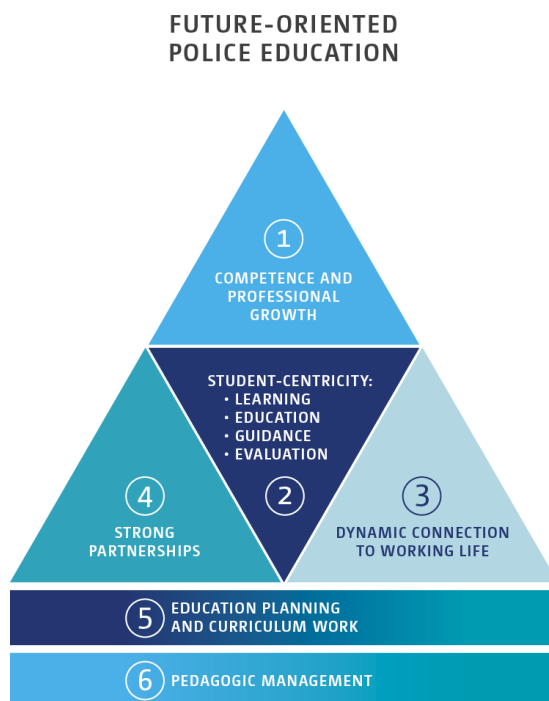 FUTURE-ORIENTED
POLICE EDUCATION
1
COMPETENCE AND
PROFESSIONAL
GROWTH
STUDENT-CENTRICITY:
• LEARNING
• EDUCATION
• GUIDANCE
• EVALUATION
2
3
DYNAMIC CONNECTION
TO WORKING LIFE
4
STRONG
PARTNERSHIPS
5
EDUCATION PLANNING
AND CURRICULUM WORK
6 PEDAGOGIC MANAGEMENT